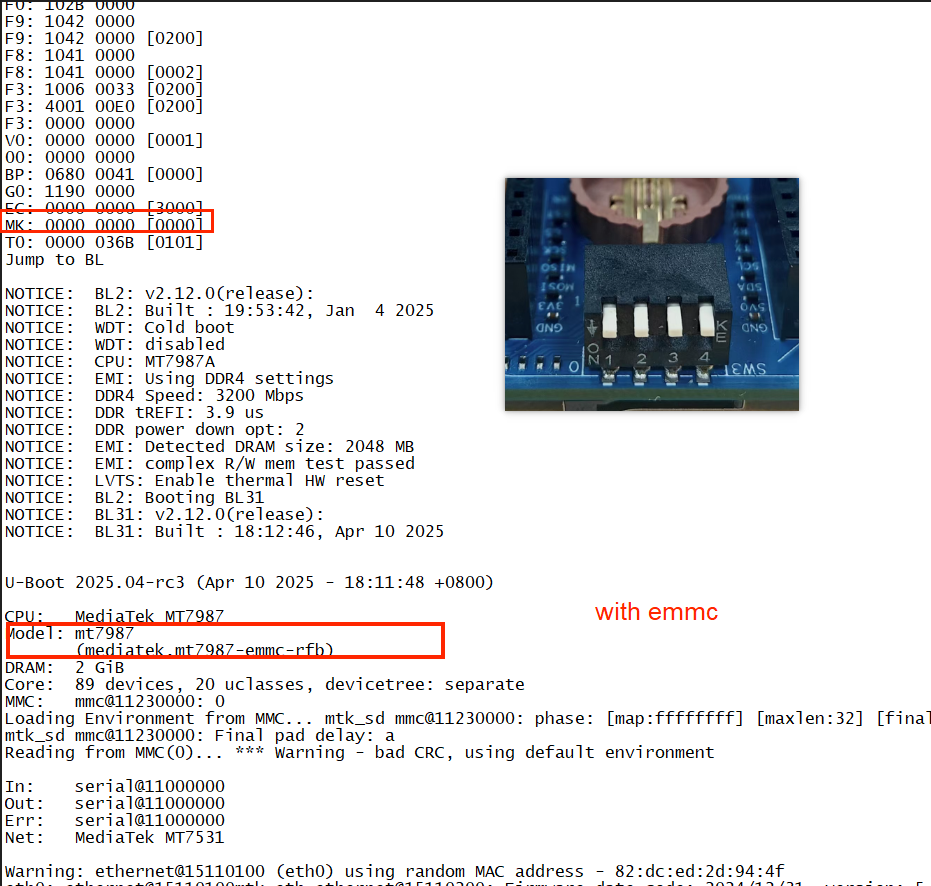 F0: 102B 0000
F9: 1042 0000
F9: 1042 0000 [0200]
F8: 1041 0000
F8: 1041 0000 [0002]
F3: 1006 0033 [0200]
F3: 4001 00E0 [0200]
F3: 0000 0000
V0: 0000 0000 [0001]
00: 0000 0000
BP: 0680 0041 [0000]
G0: 1190 0000
EC: 0000 0000 [3000]
MK: 0000 0000 [0000]
T0: 0000 036B [0101]
Jump to BL
NOTICE:  BL2: v2.12.0(release):
NOTICE:  BL2: Built : 19:53:42, Jan  4 2025
NOTICE:  WDT: Cold boot
NOTICE:  WDT: disabled
NOTICE:  CPU: MT7987A
NOTICE:  EMI: Using DDR4 settings
NOTICE:  DDR4 Speed: 3200 Mbps
NOTICE:  DDR tREFI: 3.9 us
NOTICE:  DDR power down opt: 2
NOTICE:  EMI: Detected DRAM size: 2048 MB
NOTICE:  EMI: complex R/W mem test passed
NOTICE:  LVTS: Enable thermal HW reset
NOTICE:  BL2: Booting BL31
NOTICE:  BL31: v2.12.0(release):
NOTICE:  BL31: Built : 18:12:46, Apr 10 2025
U-Boot 2025.04-rc3 (Apr 10 2025 - 18:11:48 +0800)
CPU:   MediaTek MT7987
Model: mt7987
(mediatek,mt7987-emmc-rfb)
DRAM:  2 GiB
Core:  89 devices, 20 uclasses, devicetree: separate
MMC:   mmc@11230000: 0
Loading Environment from MMC... mtk_sd mmc@11230000: phase: [map:ffffffff] [maxlen:32] [final
mtk_sd mmc@11230000: Final pad delay: a
Reading from MMC(0)... *** Warning - bad CRC, using default environment
In:    serial@11000000
Out:   serial@11000000
Err:   serial@11000000
Net:   MediaTek MT7531
Warning: ethernet@15110100 (eth0) using random MAC address - 82:dc:ed:2d:94:4f
with emmc
MISO
MOSI
3V3
GND
1
0
SCL
SDA
5V0
GND
KE
ON
1 2 3 4
SW3